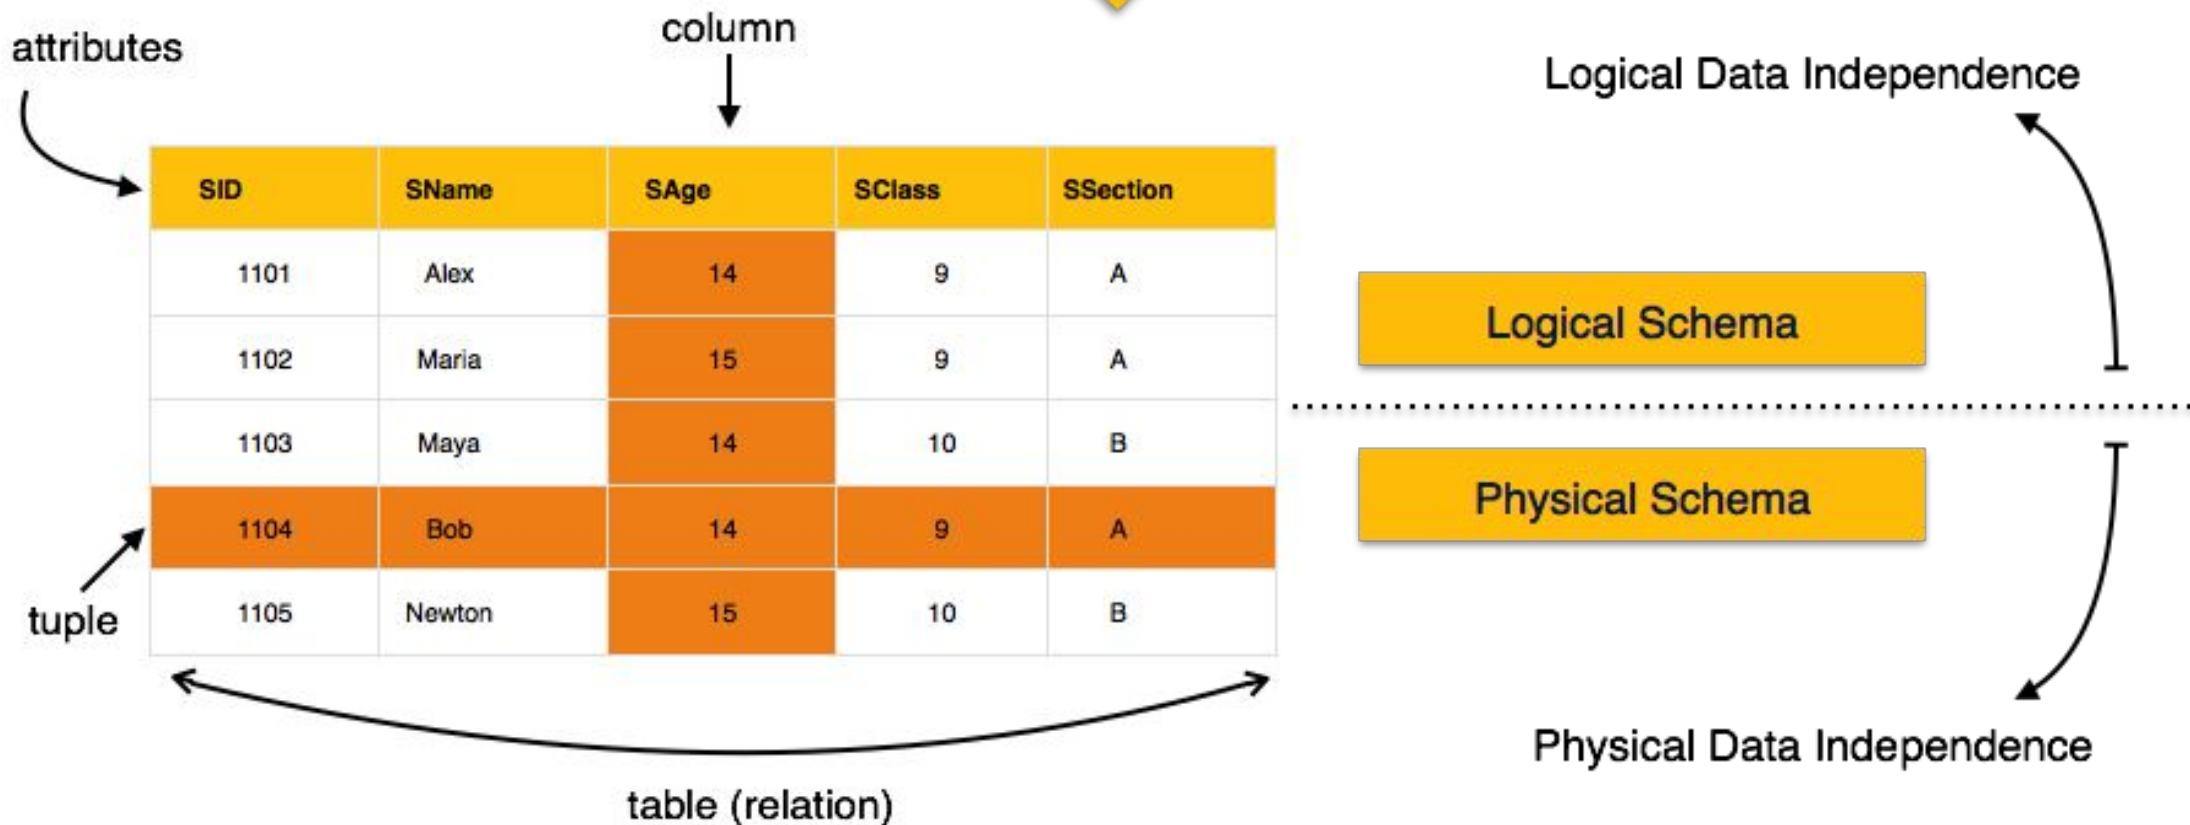 attributes
column
Logical Data Independence
SID SName SAge SClass SSection
1101 Alex 14 9 A
1102 Maria 15 9 A
1103 Maya 14 10 B
1104 Bob 14 9 A
1105 Newton 15 10 B
tuple
table (relation)
Logical Schema
Physical Schema
Physical Data Independence